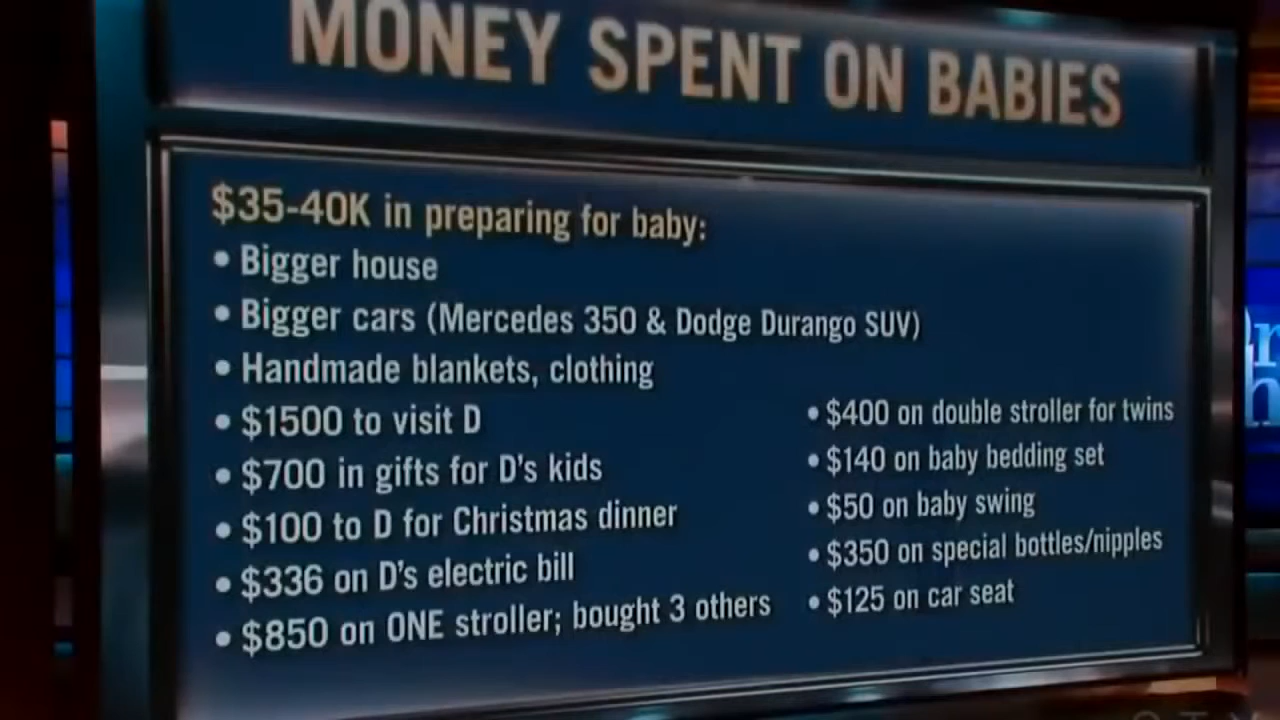 MONEY SPENT ON BABIES
$35-40K in preparing for baby:
• Bigger house
• Bigger cars (Mercedes 350 & Dodge Durango SUV)
• Handmade blankets, clothing
• $1500 to visit D
• $700 in gifts for D's kids
• $100 to D for Christmas dinner
• $336 on D's electric bill
• $850 on ONE stroller; bought 3 others
• $400 on double stroller for twins
• $140 on baby bedding set
• $50 on baby swing
• $350 on special bottles/nipples
• $125 on car seat